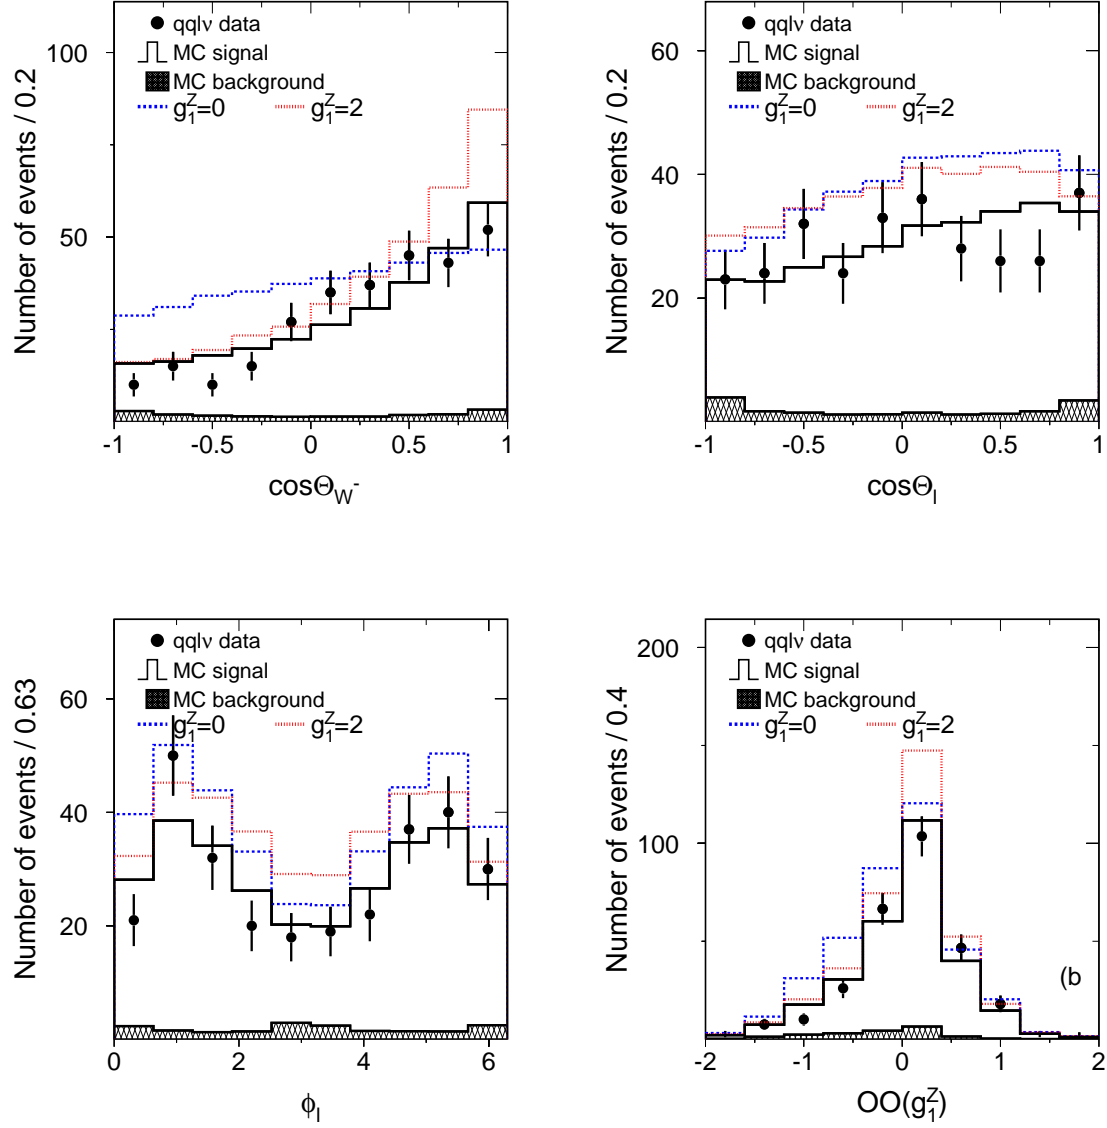 Number of events / 0.2
100
50
qqlν data
MC signal
MC background
g₁ᶻ=0 g₁ᶻ=2
-1 -0.5 0 0.5 1
cosΘW-
Number of events / 0.2
60
40
20
qqlν data
MC signal
MC background
g₁ᶻ=0 g₁ᶻ=2
-1 -0.5 0 0.5 1
cosΘl
Number of events / 0.63
60
40
20
qqlν data
MC signal
MC background
g₁ᶻ=0 g₁ᶻ=2
0 2 4 6
ϕl
Number of events / 0.4
200
100
0
qqlν data
MC signal
MC background
g₁ᶻ=0 g₁ᶻ=2
(b
-2 -1 0 1 2
OO(g₁ᶻ)